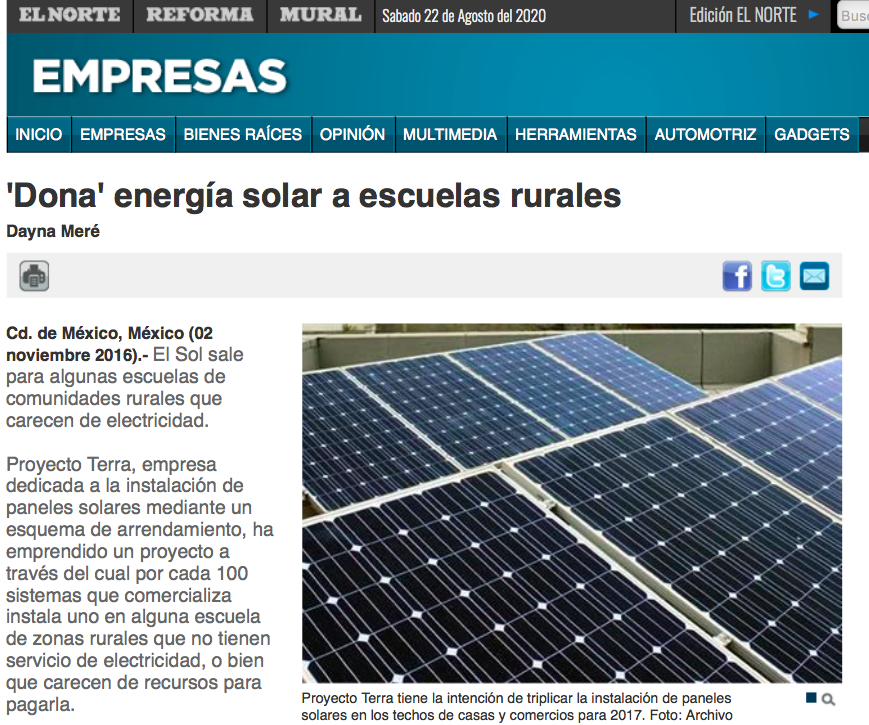 EL NORTE REFORMA MURAL Sabado 22 de Agosto del 2020 Edición EL NORTE
EMPRESAS
INICIO EMPRESAS BIENES RAÍCES OPINIÓN MULTIMEDIA HERRAMIENTAS AUTOMOTRIZ GADGETS
'Dona' energía solar a escuelas rurales
Dayna Meré
Cd. de México, México (02
noviembre 2016).- El Sol sale
para algunas escuelas de
comunidades rurales que
carecen de electricidad.
Proyecto Terra, empresa
dedicada a la instalación de
paneles solares mediante un
esquema de arrendamiento, ha
emprendido un proyecto a
través del cual por cada 100
sistemas que comercializa
instala uno en alguna escuela
de zonas rurales que no tienen
servicio de electricidad, o bien
que carecen de recursos para
pagarla.
Proyecto Terra tiene la intención de triplicar la instalación de paneles
solares en los techos de casas y comercios para 2017. Foto: Archivo